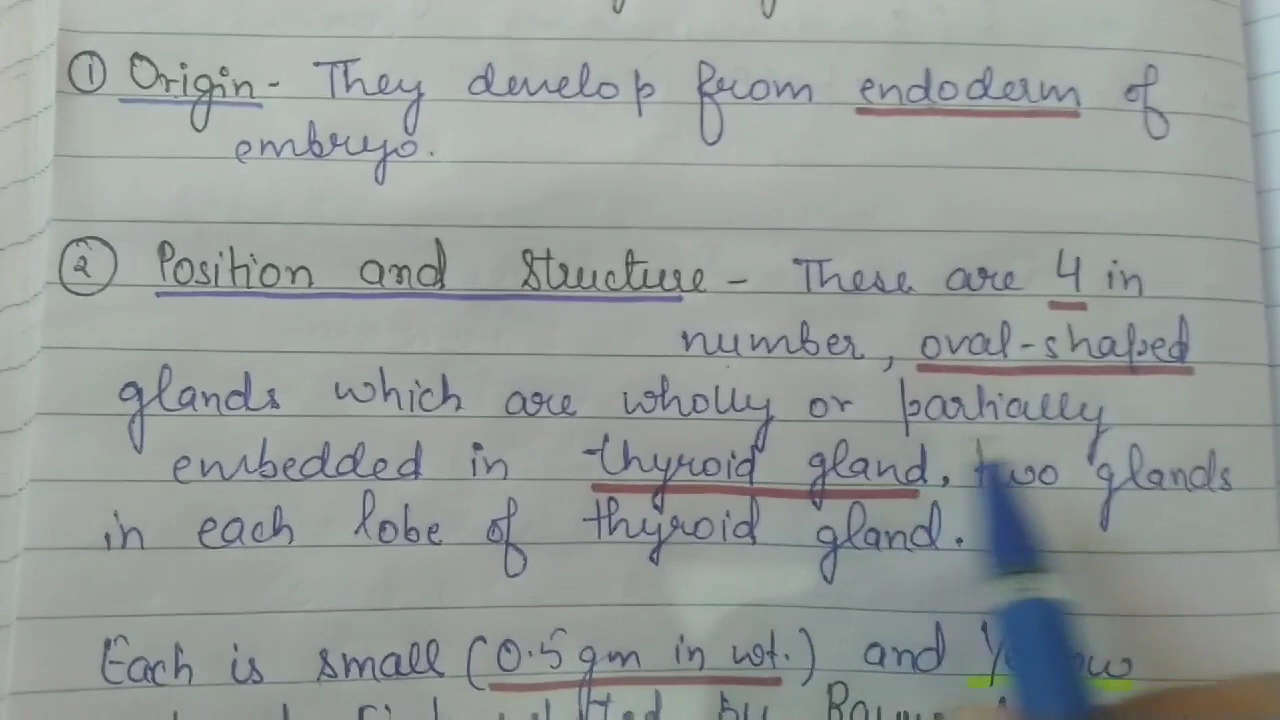 ① Origin - They develop from endoderm of
embryo.
② Position and Structure - These are 4 in
number, oval-shaped
glands which are wholly or partially
embedded in thyroid gland, two glands
in each lobe of thyroid gland.
Each is small (0.5 gm in wt.) and
by